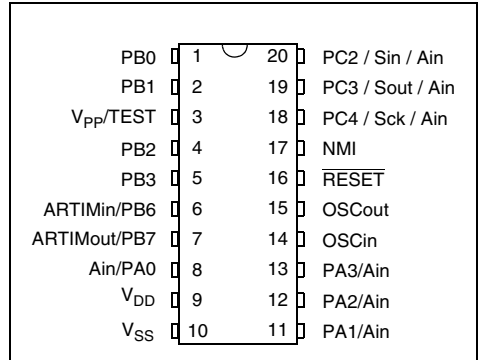 PB0 1 20 PC2 / Sin / Ain
PB1 2 19 PC3 / Sout / Ain
VPP/TEST 3 18 PC4 / Sck / Ain
PB2 4 17 NMI
PB3 5 16 RESET
ARTIMin/PB6 6 15 OSCout
ARTIMout/PB7 7 14 OSCin
Ain/PA0 8 13 PA3/Ain
VDD 9 12 PA2/Ain
VSS 10 11 PA1/Ain